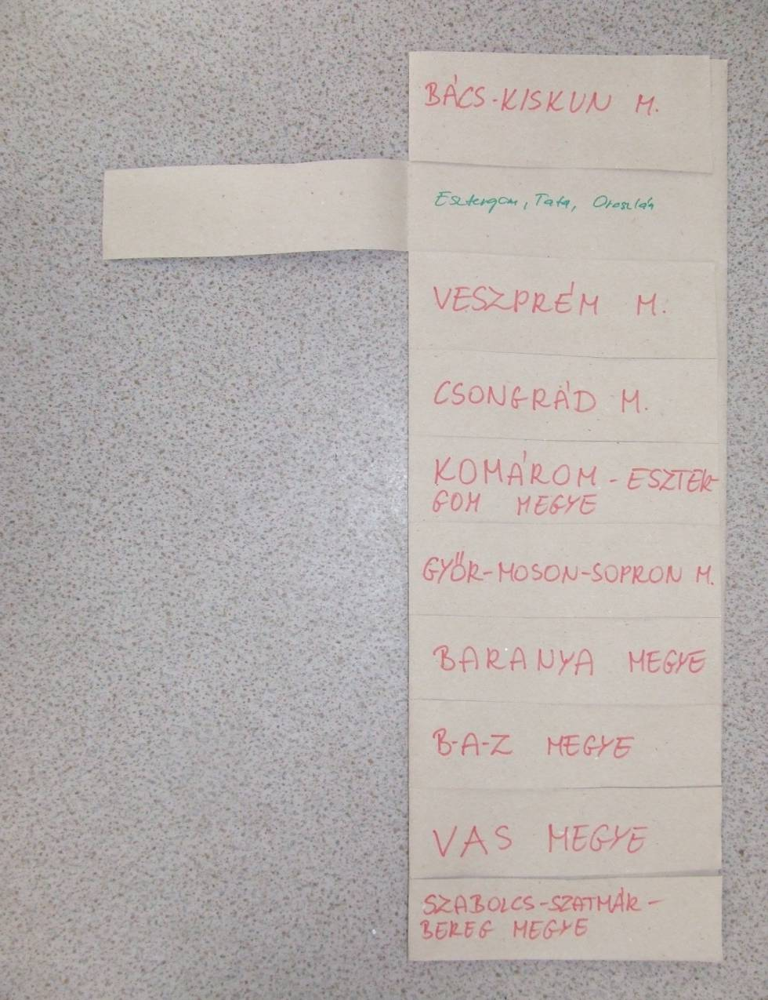 BÁCS-KISKUN M.
Esztergom, Tata, Oroszlán
VESZPRÉM M.
CSONGRÁD M.
KOMÁROM - ESZTER-
GOM MEGYE
GYŐR-MOSON-SOPRON M.
BARANYA MEGYE
B-A-Z MEGYE
VAS MEGYE
SZABOLCS-SZATMÁR-
BEREG MEGYE